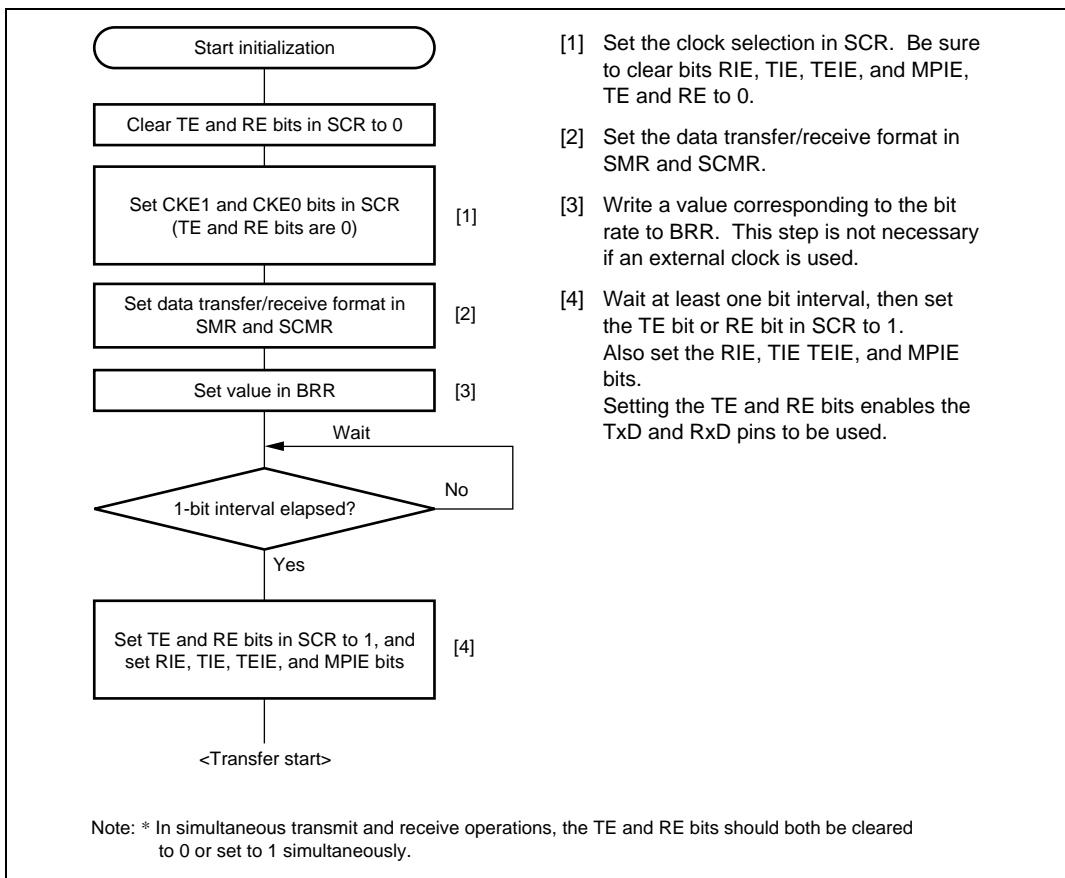 Start initialization
Clear TE and RE bits in SCR to 0
Set CKE1 and CKE0 bits in SCR
(TE and RE bits are 0)
[1]
Set data transfer/receive format in
SMR and SCMR
[2]
Set value in BRR
[3]
Wait
No
1-bit interval elapsed?
Yes
Set TE and RE bits in SCR to 1, and
set RIE, TIE, TEIE, and MPIE bits
[4]
<Transfer start>
[1] Set the clock selection in SCR. Be sure
to clear bits RIE, TIE, TEIE, and MPIE,
TE and RE to 0.
[2] Set the data transfer/receive format in
SMR and SCMR.
[3] Write a value corresponding to the bit
rate to BRR. This step is not necessary
if an external clock is used.
[4] Wait at least one bit interval, then set
the TE bit or RE bit in SCR to 1.
Also set the RIE, TIE TEIE, and MPIE
bits.
Setting the TE and RE bits enables the
TxD and RxD pins to be used.
Note: * In simultaneous transmit and receive operations, the TE and RE bits should both be cleared
to 0 or set to 1 simultaneously.